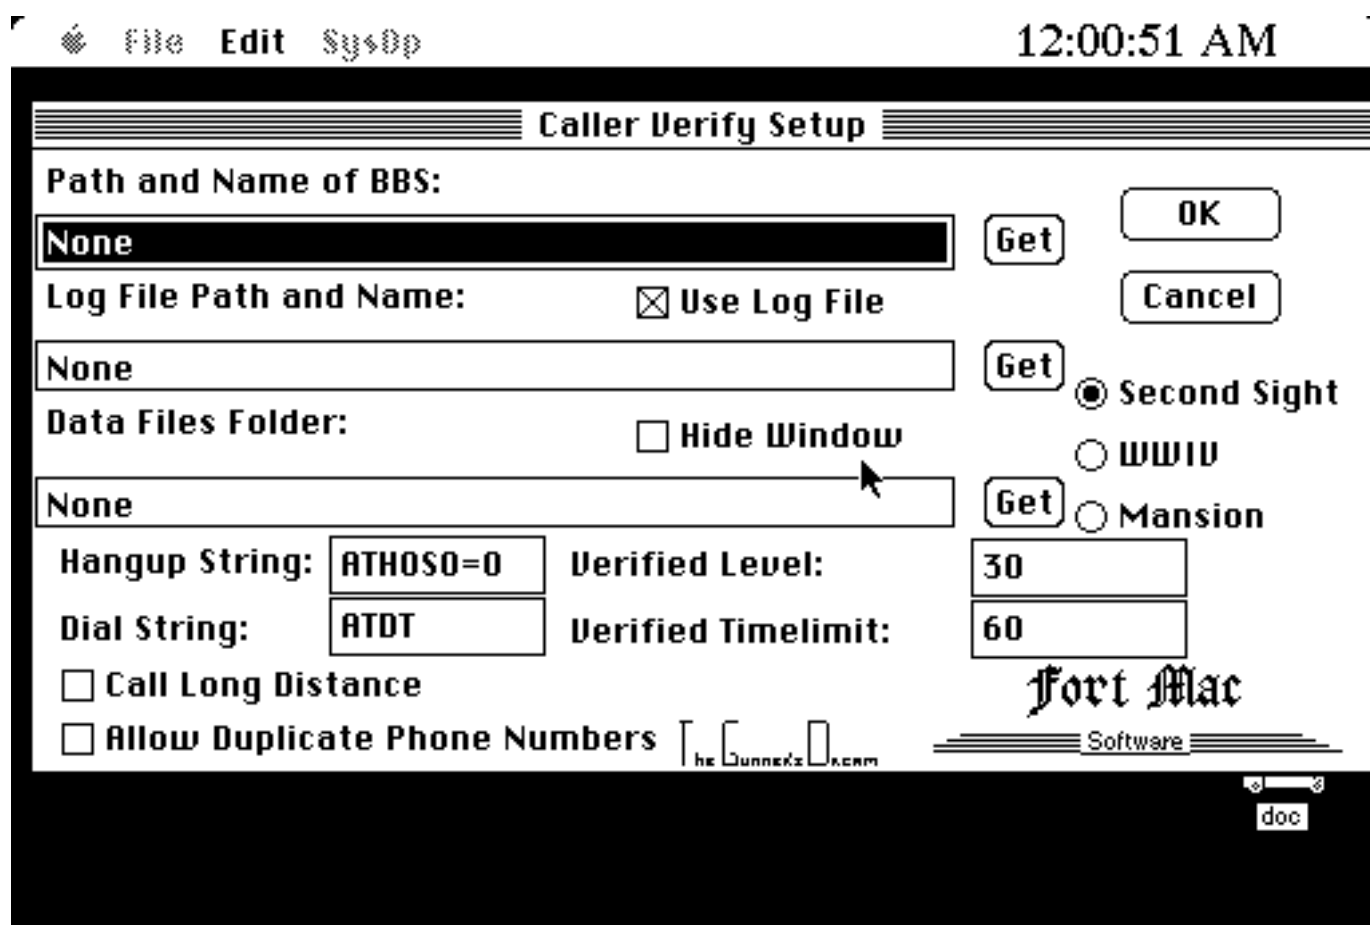 File Edit SysOp 12:00:51 AM
Caller Verify Setup
Path and Name of BBS:
OK
None Get
Log File Path and Name: Use Log File Cancel
None Get
Second Sight
Data Files Folder: Hide Window
WWIV
None Get
Mansion
Hangup String: ATH0S0=0 Verified Level: 30
Dial String: ATDT Verified Timelimit: 60
Call Long Distance Fort Mac
Allow Duplicate Phone Numbers The Gunner's Dream Software
doc